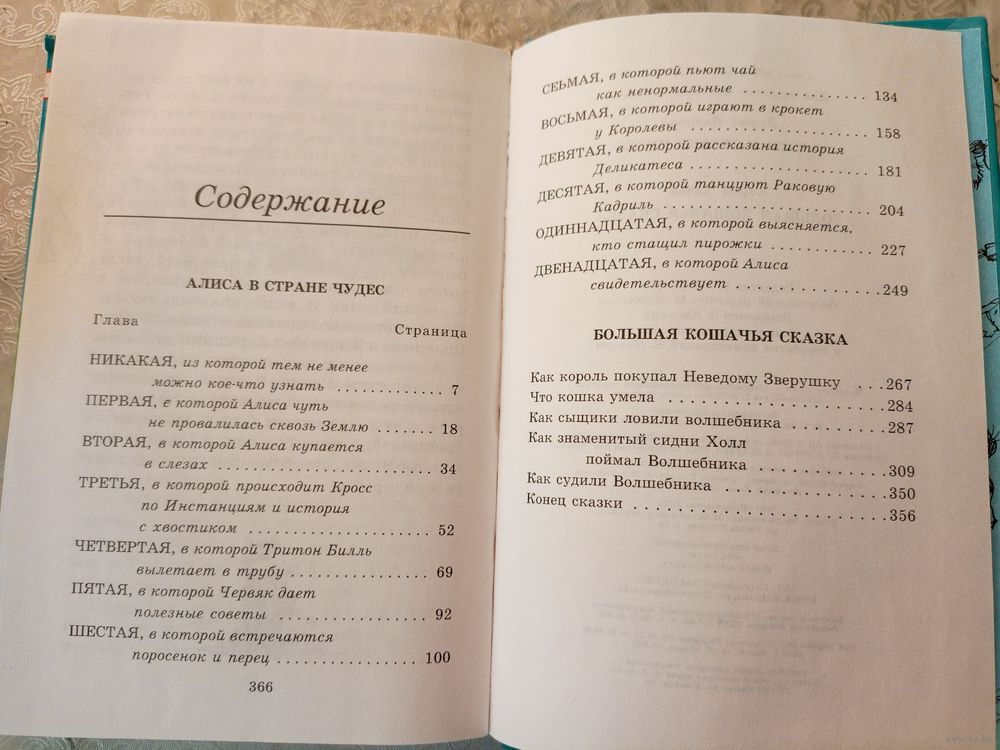 Содержание
АЛИСА В СТРАНЕ ЧУДЕС
Глава Страница
НИКАКАЯ, из которой тем не менее
можно кое-что узнать ........... 7
ПЕРВАЯ, в которой Алиса чуть
не провалилась сквозь Землю ....... 18
ВТОРАЯ, в которой Алиса купается
в слезах ........................ 34
ТРЕТЬЯ, в которой происходит Кросс
по Инстанциям и история
с хвостиком .................... 52
ЧЕТВЕРТАЯ, в которой Тритон Билль
вылетает в трубу ............... 69
ПЯТАЯ, в которой Червяк дает
полезные советы ................ 92
ШЕСТАЯ, в которой встречаются
поросенок и перец ............... 100
366
СЕЬМАЯ, в которой пьют чай
как ненормальные .............. 134
ВОСЬМАЯ, в которой играют в крокет
у Королевы .................... 158
ДЕВЯТАЯ, в которой рассказана история
Деликатеса .................... 181
ДЕСЯТАЯ, в которой танцуют Раковую
Кадриль ...................... 204
ОДИННАДЦАТАЯ, в которой выясняется,
кто стащил пирожки ............ 227
ДВЕНАДЦАТАЯ, в которой Алиса
свидетельствует ................ 249
БОЛЬШАЯ КОШАЧЬЯ СКАЗКА
Как король покупал Неведому Зверушку ...267
Что кошка умела ......................284
Как сыщики ловили волшебника ...........287
Как знаменитый сидни Холл
поймал Волшебника .............309
Как судили Волшебника .................350
Конец сказки ..........................356